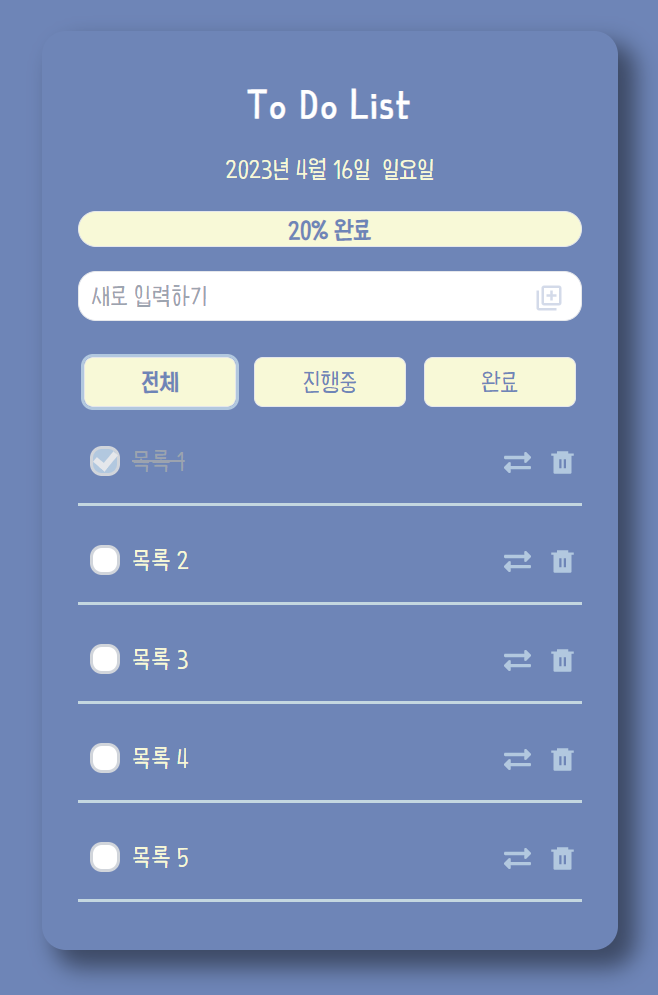 To Do List
2023년 4월 16일 일요일
20% 완료
새로 입력하기
전체 진행중 완료
목록 1
목록 2
목록 3
목록 4
목록 5